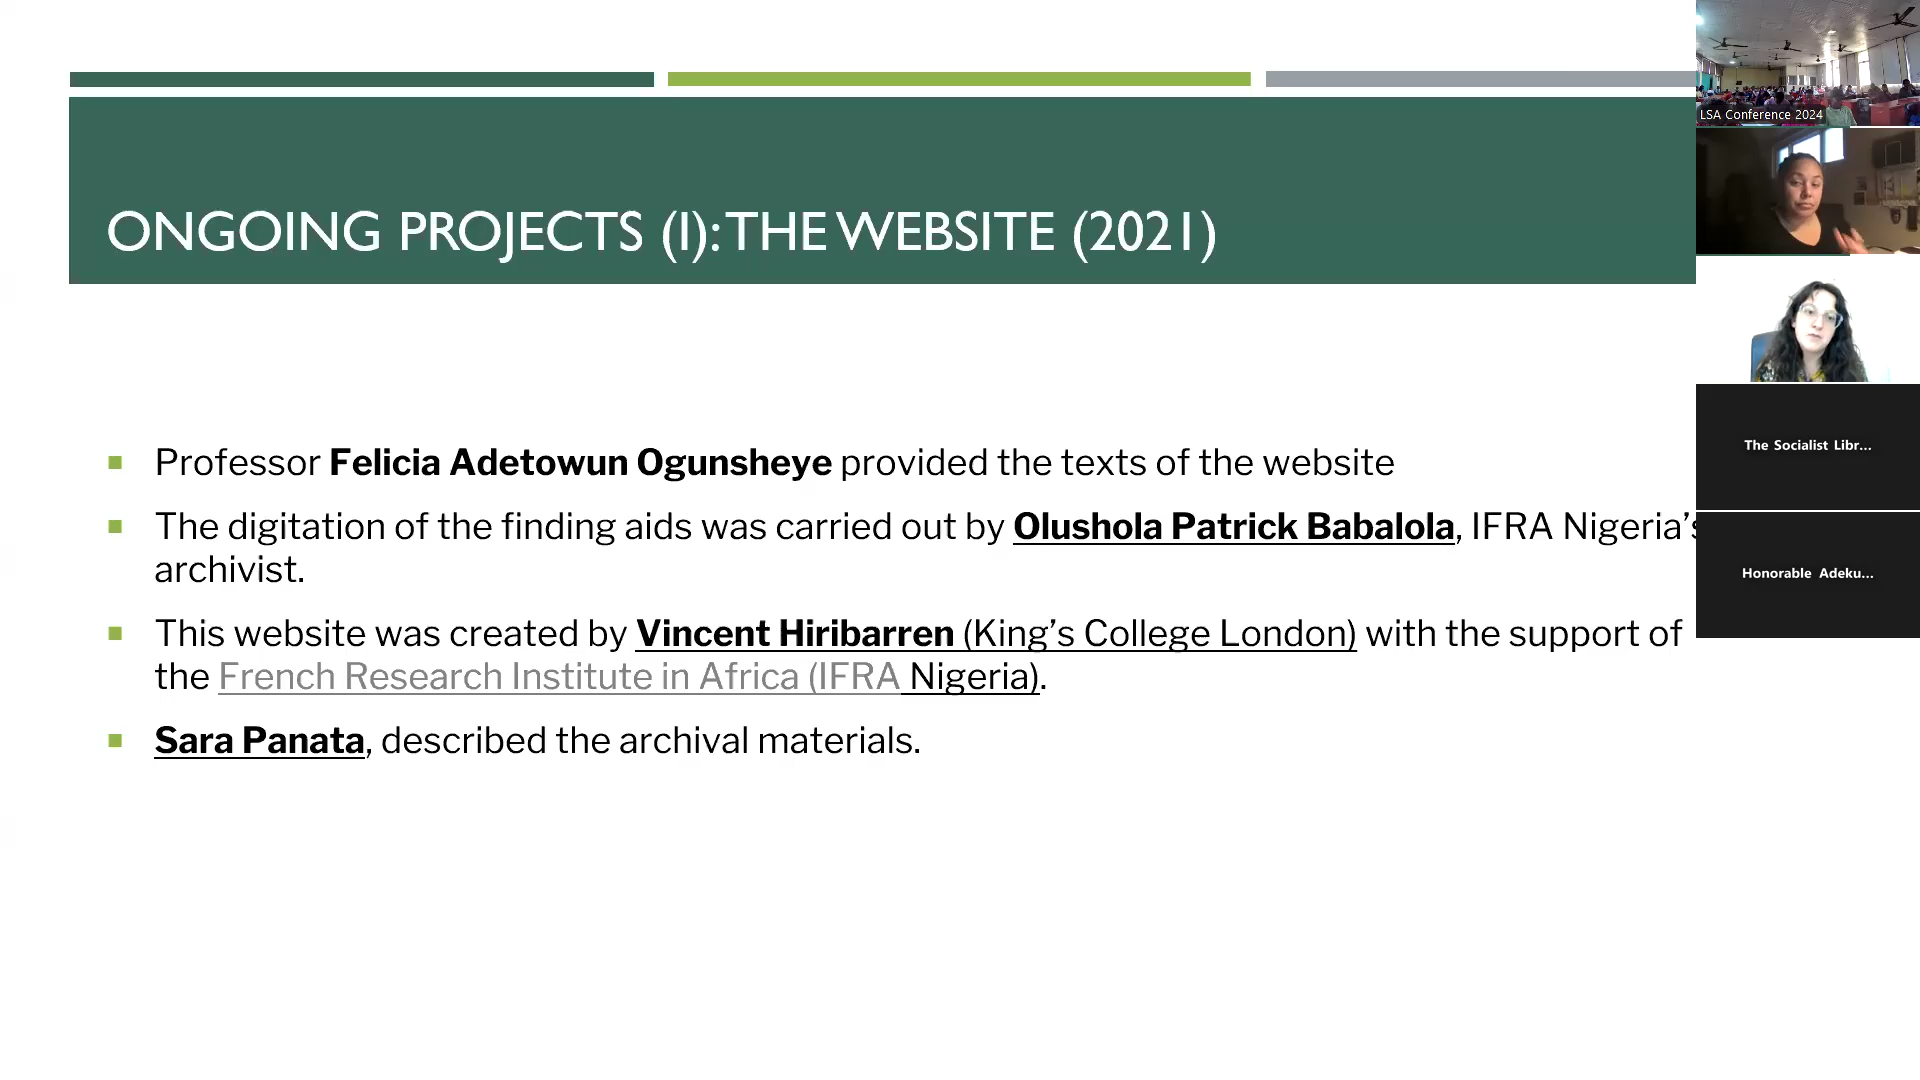 ONGOING PROJECTS (I): THE WEBSITE (2021)
Professor Felicia Adetowun Ogunsheye provided the texts of the website
The digitation of the finding aids was carried out by Olushola Patrick Babalola, IFRA Nigeria’s
archivist.
This website was created by Vincent Hiribarren (King’s College London) with the support of
the French Research Institute in Africa (IFRA Nigeria).
Sara Panata, described the archival materials.
LSA Conference 2024
The Socialist Libr...
Honorable Adeku...